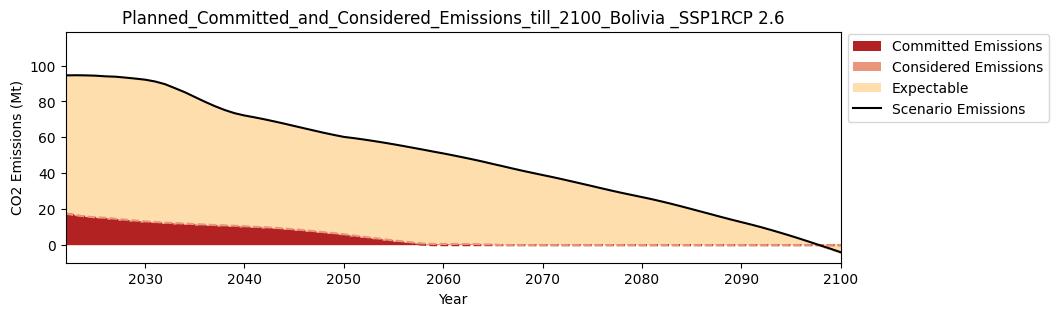 Planned_Committed_and_Considered_Emissions_till_2100_Bolivia _SSP1RCP 2.6
CO2 Emissions (Mt)
100
80
60
40
20
0
2030 2040 2050 2060 2070 2080 2090 2100
Year
Committed Emissions
Considered Emissions
Expectable
Scenario Emissions